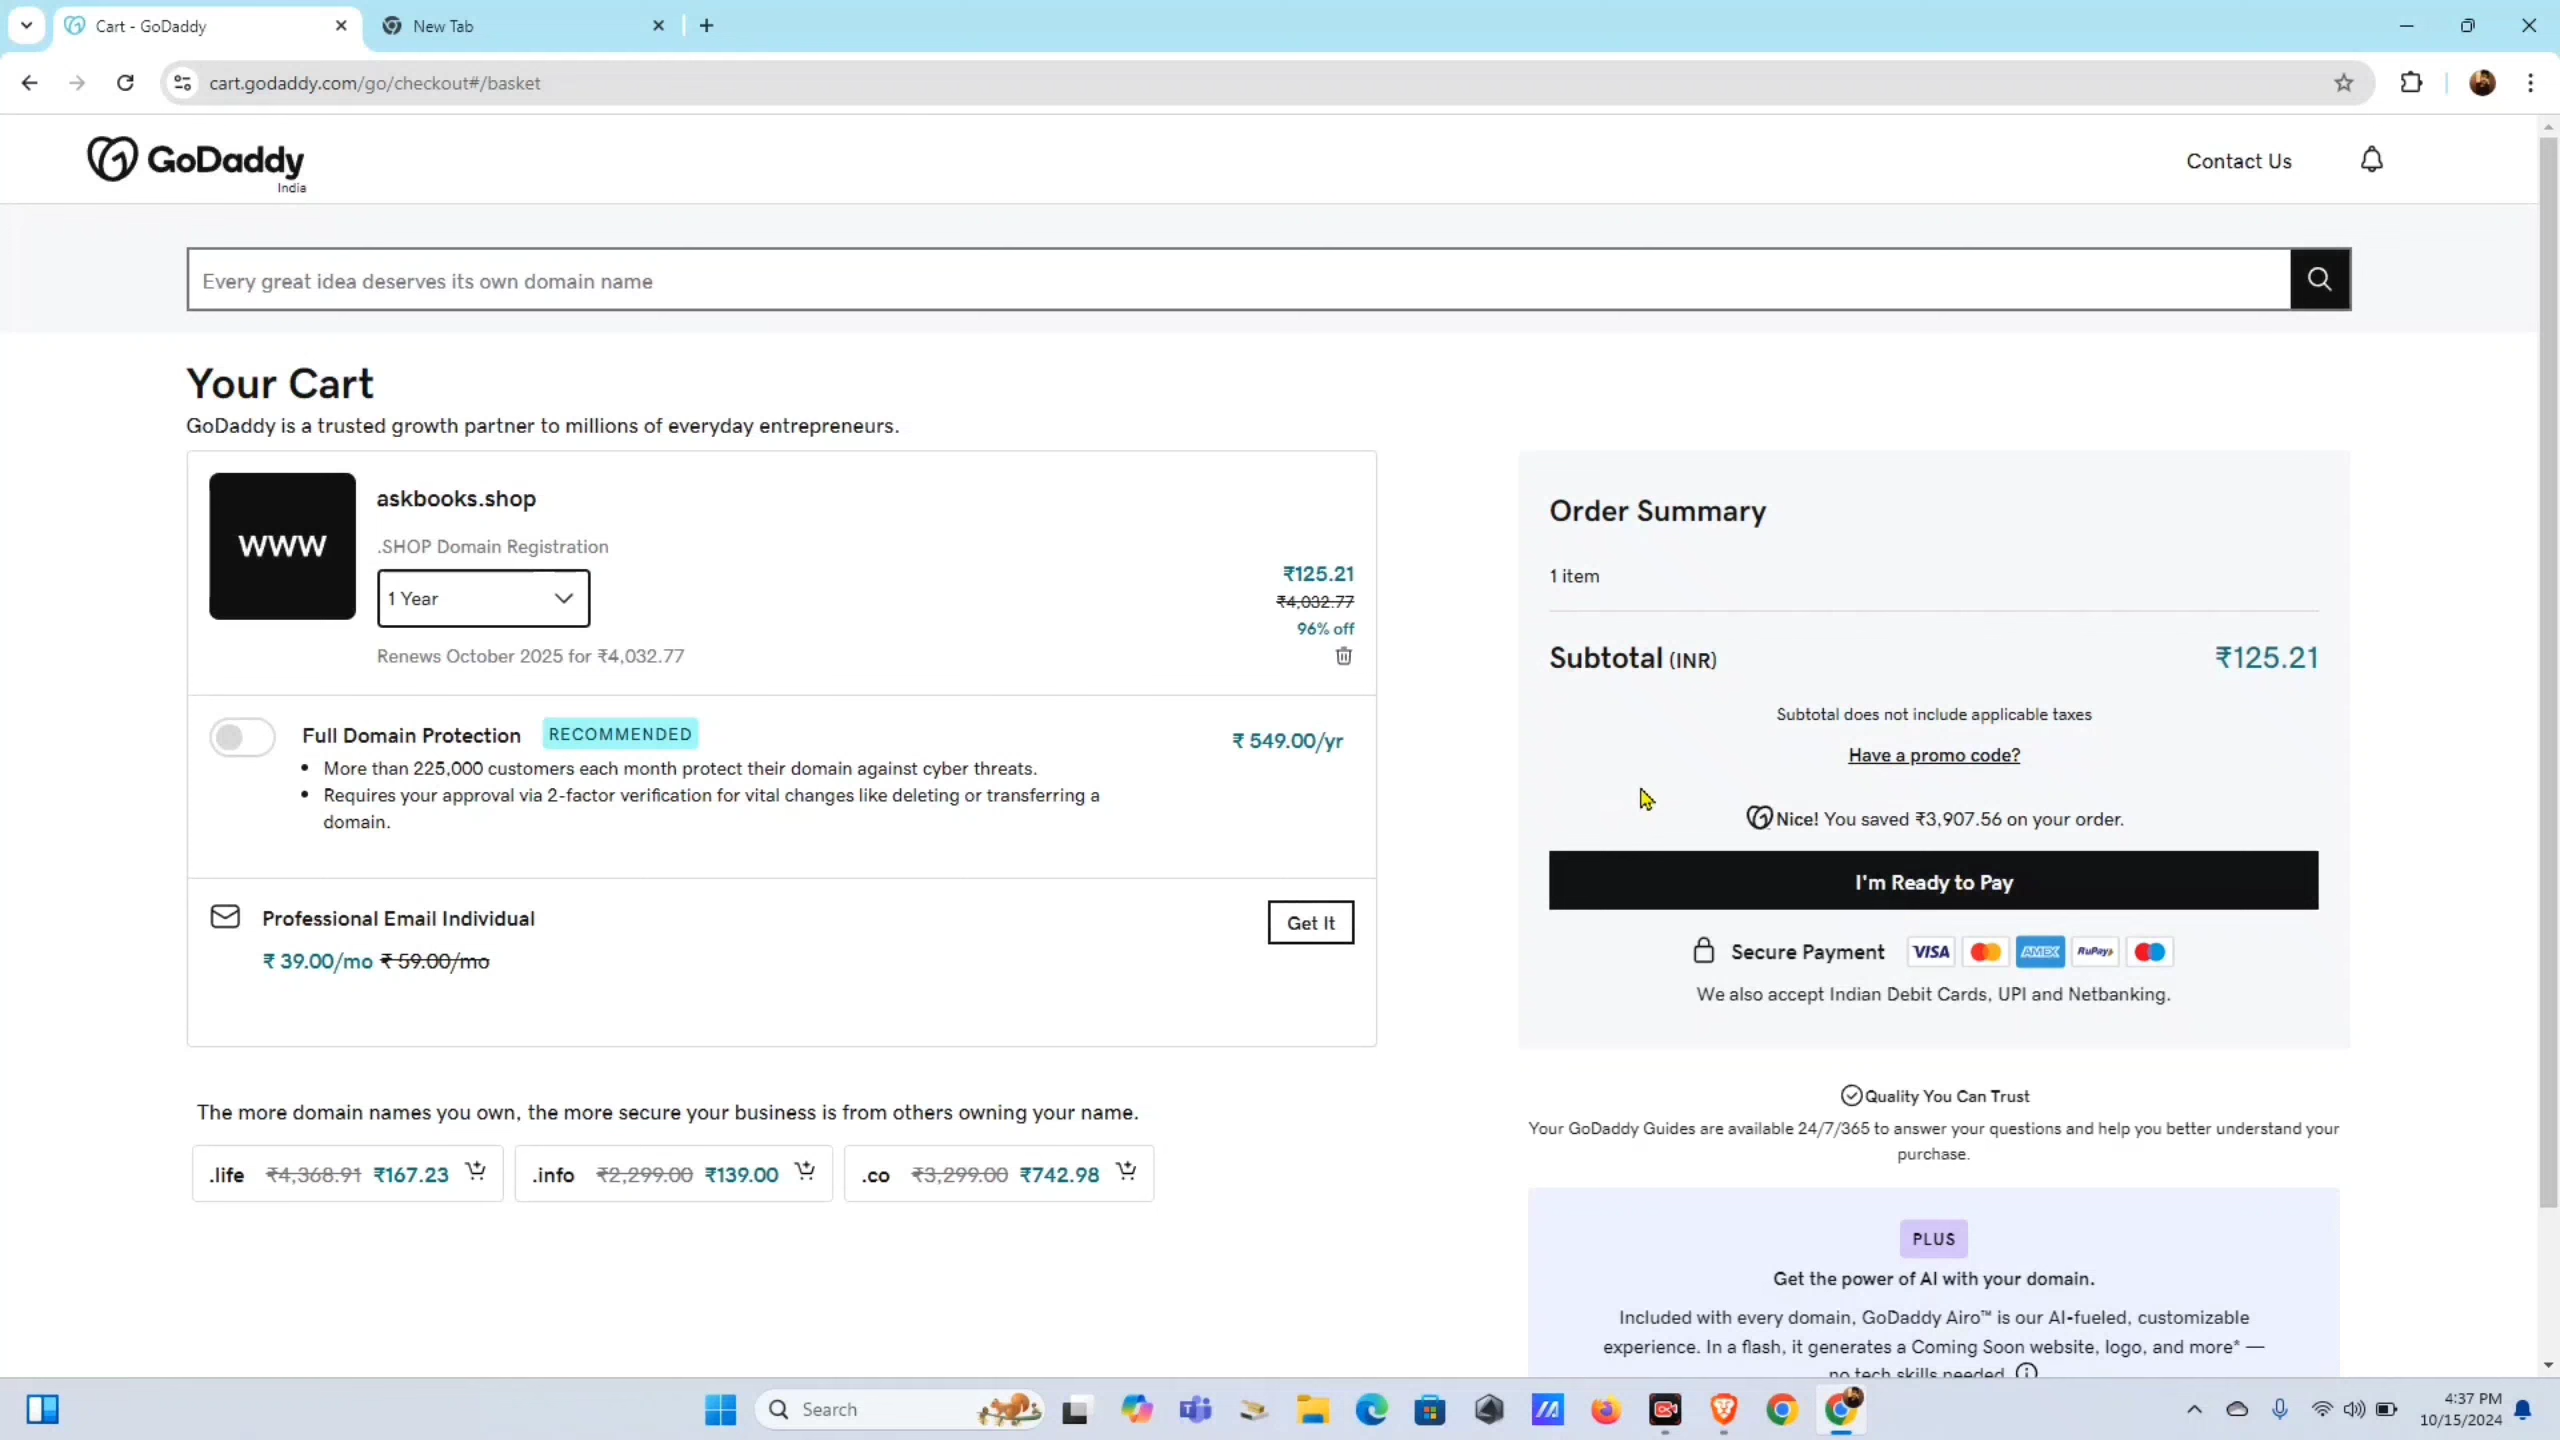 Cart - GoDaddy
New Tab
cart.godaddy.com/go/checkout#/basket
GoDaddy
India
Contact Us
Every great idea deserves its own domain name
Your Cart
GoDaddy is a trusted growth partner to millions of everyday entrepreneurs.
www
askbooks.shop
.SHOP Domain Registration
1 Year
Renews October 2025 for ₹4,032.77
₹125.21
₹4,032.77
96% off
Full Domain Protection RECOMMENDED
₹ 549.00/yr
• More than 225,000 customers each month protect their domain against cyber threats.
• Requires your approval via 2-factor verification for vital changes like deleting or transferring a
domain.
Professional Email Individual
Get It
₹ 39.00/mo ₹ 59.00/mo
The more domain names you own, the more secure your business is from others owning your name.
.life ₹4,368.91 ₹167.23
.info ₹2,299.00 ₹139.00
.co ₹3,299.00 ₹742.98
Order Summary
1 item
Subtotal (INR) ₹125.21
Subtotal does not include applicable taxes
Have a promo code?
Nice! You saved ₹3,907.56 on your order.
I'm Ready to Pay
Secure Payment VISA AMEX RuPay
We also accept Indian Debit Cards, UPI and Netbanking.
Quality You Can Trust
Your GoDaddy Guides are available 24/7/365 to answer your questions and help you better understand your
purchase.
PLUS
Get the power of AI with your domain.
Included with every domain, GoDaddy Airo™ is our AI-fueled, customizable
experience. In a flash, it generates a Coming Soon website, logo, and more* —
no tech skills needed.
Search
4:37 PM
10/15/2024